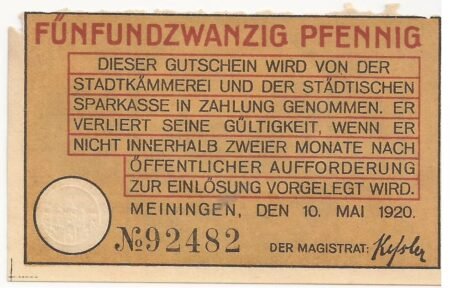 FÜNFUNDZWANZIG PFENNIG
DIESER GUTSCHEIN WIRD VON DER
STADTKÄMMEREI UND DER STÄDTISCHEN
SPARKASSE IN ZAHLUNG GENOMMEN. ER
VERLIERT SEINE GÜLTIGKEIT, WENN ER
NICHT INNERHALB ZWEIER MONATE NACH
ÖFFENTLICHER AUFFORDERUNG
ZUR EINLÖSUNG VORGELEGT WIRD.
MEININGEN, DEN 10. MAI 1920.
№92482 DER MAGISTRAT: Keßler